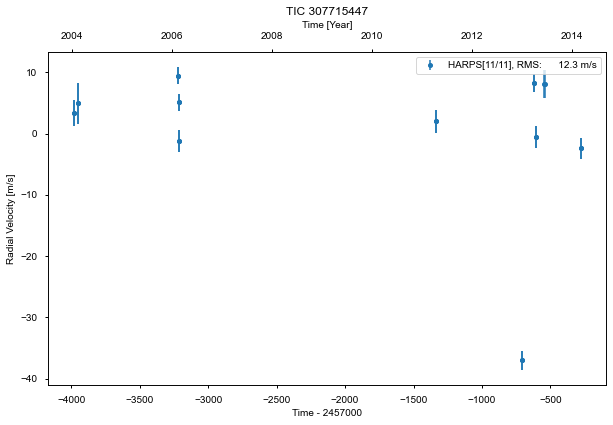 TIC 307715447
Time [Year]
2004 2006 2008 2010 2012 2014
HARPS[11/11], RMS: 12.3 m/s
10
0
−10
−20
−30
−40
Radial Velocity [m/s]
−4000 −3500 −3000 −2500 −2000 −1500 −1000 −500
Time - 2457000